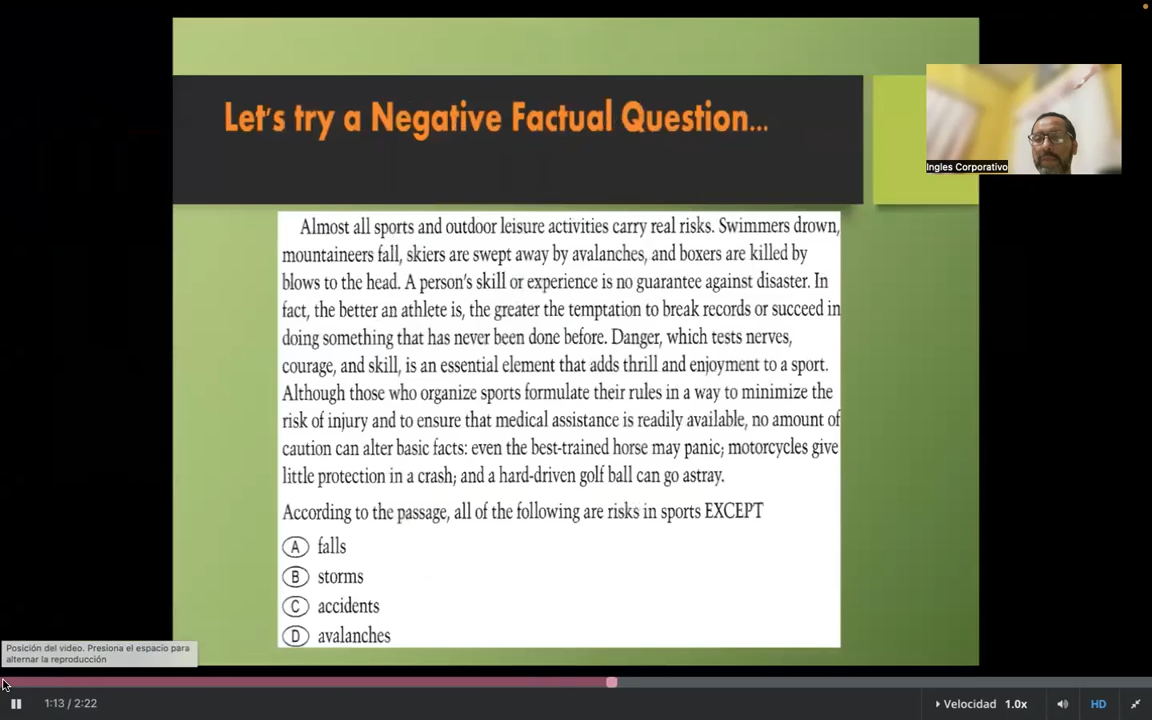 Let's try a Negative Factual Question...
Ingles Corporativo
Almost all sports and outdoor leisure activities carry real risks. Swimmers drown,
mountaineers fall, skiers are swept away by avalanches, and boxers are killed by
blows to the head. A person's skill or experience is no guarantee against disaster. In
fact, the better an athlete is, the greater the temptation to break records or succeed in
doing something that has never been done before. Danger, which tests nerves,
courage, and skill, is an essential element that adds thrill and enjoyment to a sport.
Although those who organize sports formulate their rules in a way to minimize the
risk of injury and to ensure that medical assistance is readily available, no amount of
caution can alter basic facts: even the best-trained horse may panic; motorcycles give
little protection in a crash; and a hard-driven golf ball can go astray.
According to the passage, all of the following are risks in sports EXCEPT
A falls
B storms
C accidents
D avalanches
Posición del video. Presiona el espacio para
alternar la reproducción
1:13 / 2:22
Velocidad 1.0x
HD